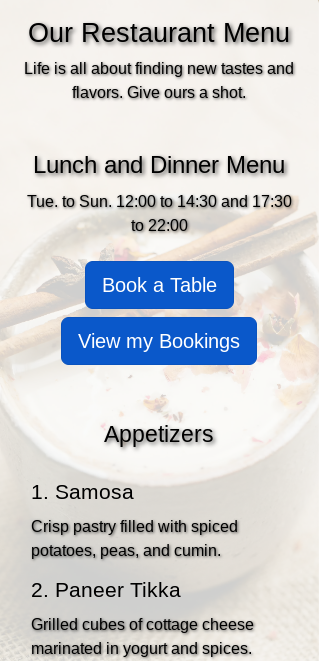 Our Restaurant Menu
Life is all about finding new tastes and
flavors. Give ours a shot.
Lunch and Dinner Menu
Tue. to Sun. 12:00 to 14:30 and 17:30
to 22:00
Book a Table
View my Bookings
Appetizers
1. Samosa
Crisp pastry filled with spiced
potatoes, peas, and cumin.
2. Paneer Tikka
Grilled cubes of cottage cheese
marinated in yogurt and spices.